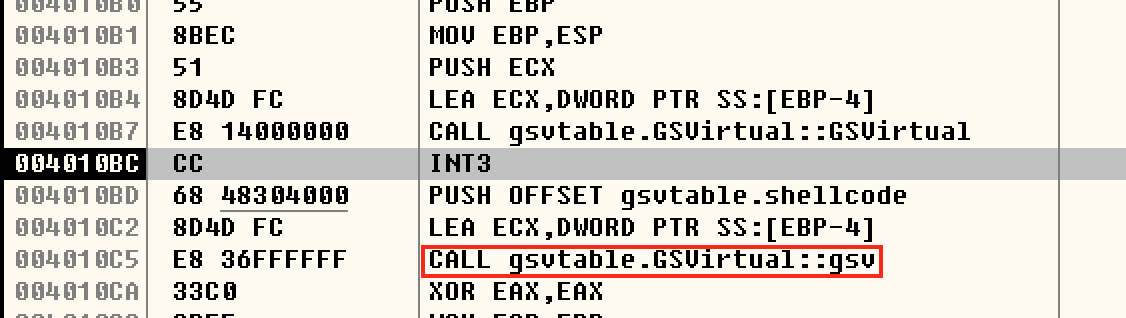 004010B0 55 PUSH EBP
004010B1 8BEC MOV EBP,ESP
004010B3 51 PUSH ECX
004010B4 8D4D FC LEA ECX,DWORD PTR SS:[EBP-4]
004010B7 E8 14000000 CALL gsvtable.GSVirtual::GSVirtual
004010BC CC INT3
004010BD 68 48304000 PUSH OFFSET gsvtable.shellcode
004010C2 8D4D FC LEA ECX,DWORD PTR SS:[EBP-4]
004010C5 E8 36FFFFFF CALL gsvtable.GSVirtual::gsv
004010CA 33C0 XOR EAX,EAX